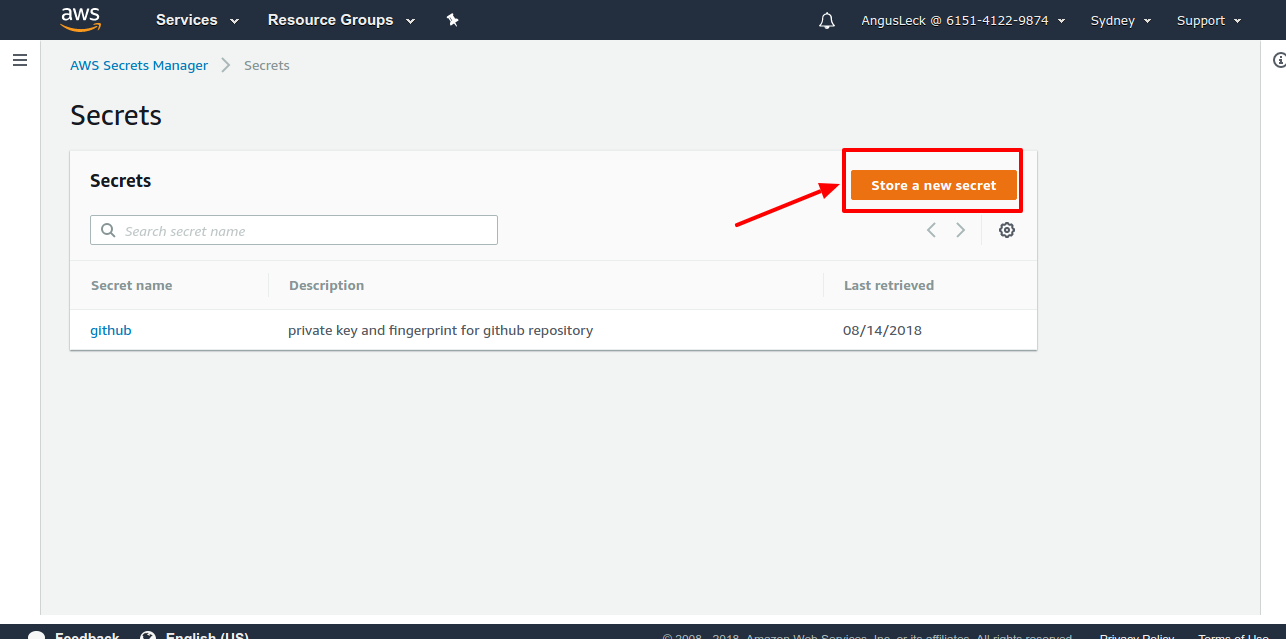 aws Services Resource Groups AngusLeck @ 6151-4122-9874 Sydney Support
AWS Secrets Manager Secrets
Secrets
Secrets
Store a new secret
Search secret name
Secret name Description Last retrieved
github private key and fingerprint for github repository 08/14/2018
Feedback English (US) © 2008 - 2018, Amazon Web Services, Inc. or its affiliates. All rights reserved. Privacy Policy Terms of Use